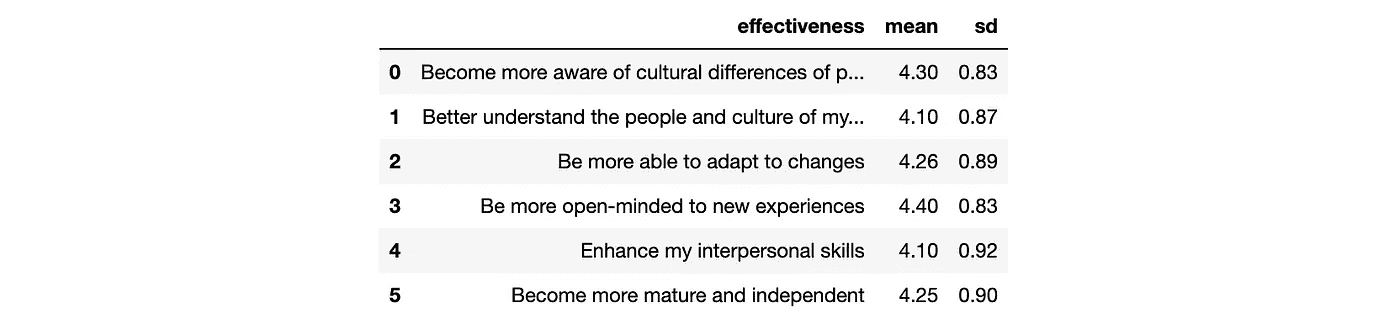 effectiveness mean sd
0 Become more aware of cultural differences of p... 4.30 0.83
1 Better understand the people and culture of my... 4.10 0.87
2 Be more able to adapt to changes 4.26 0.89
3 Be more open-minded to new experiences 4.40 0.83
4 Enhance my interpersonal skills 4.10 0.92
5 Become more mature and independent 4.25 0.90